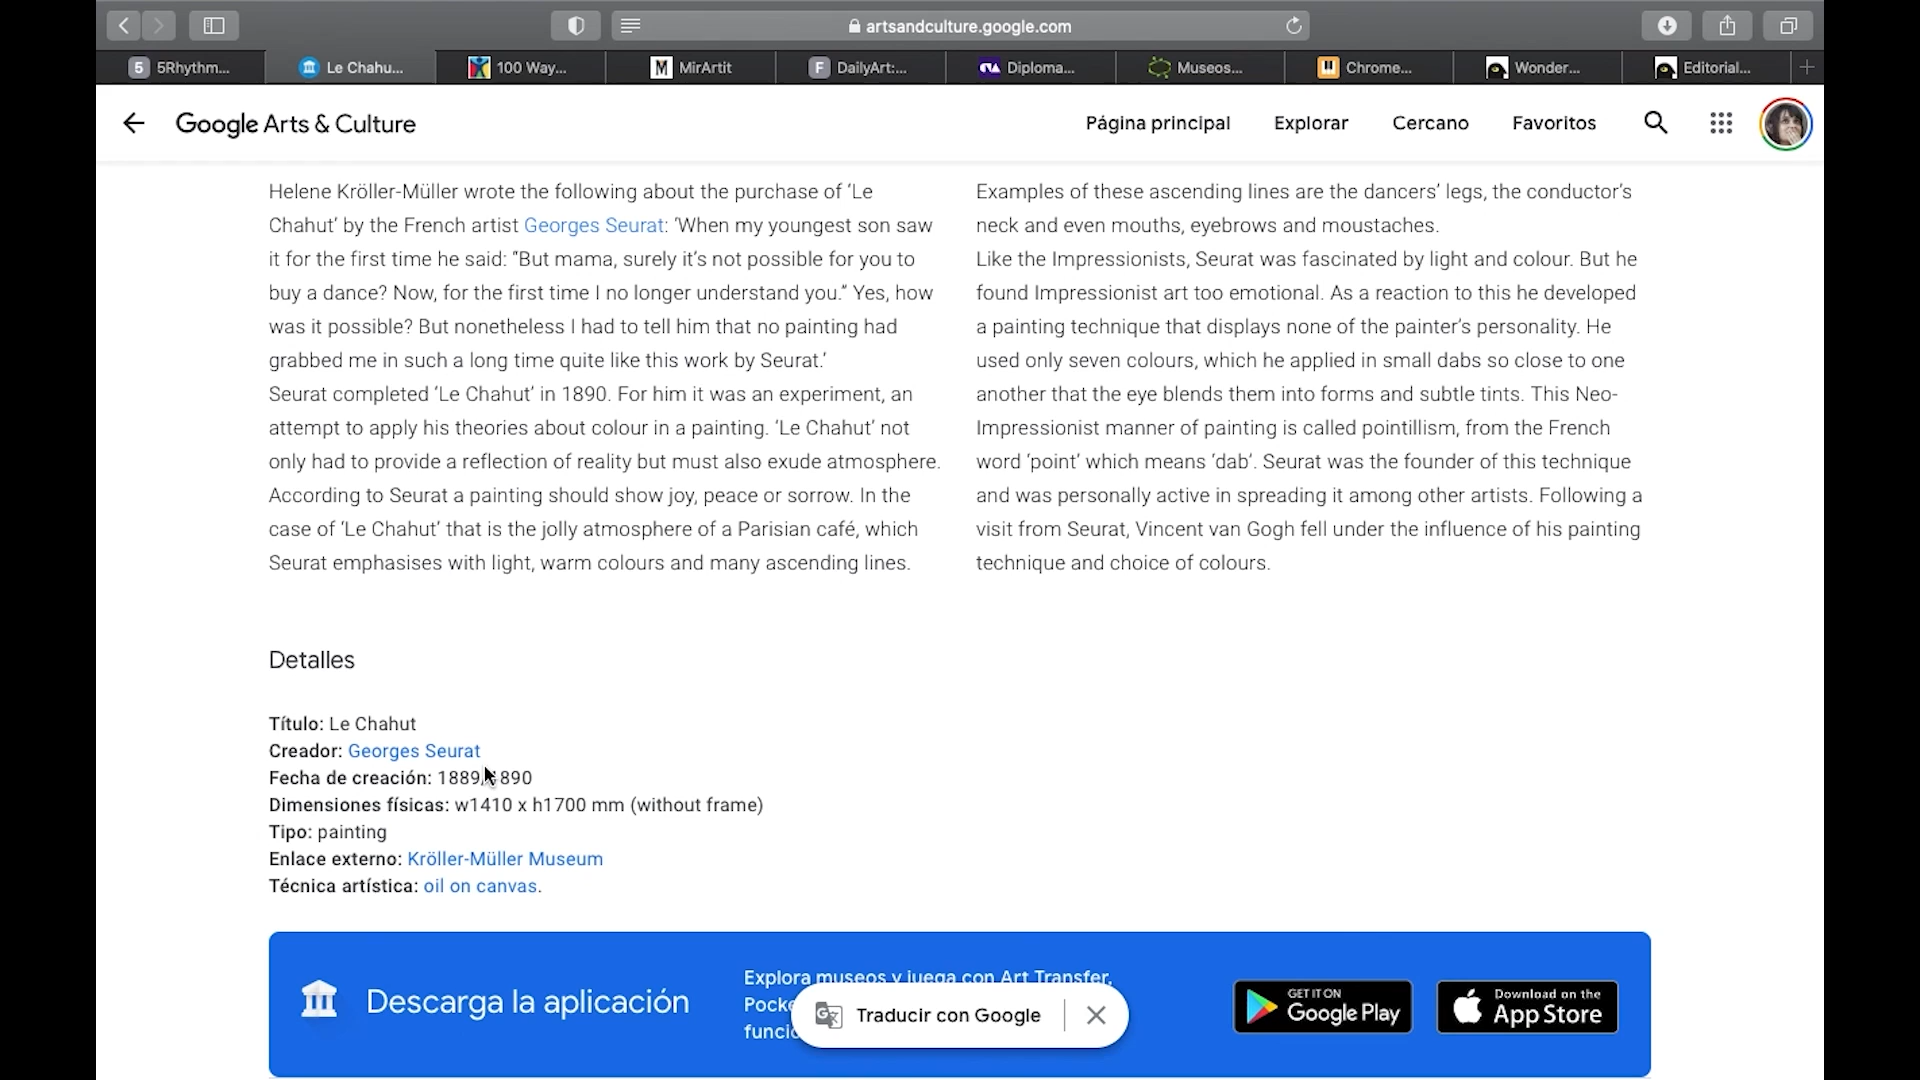 artsandculture.google.com
5 5Rhythm...
Le Chahu...
100 Way...
M MirArtit
F DailyArt:...
Diploma...
Museos...
Chrome...
Wonder...
Editorial...
Google Arts & Culture
Página principal
Explorar
Cercano
Favoritos
Helene Kröller-Müller wrote the following about the purchase of ‘Le
Chahut’ by the French artist Georges Seurat: ‘When my youngest son saw
it for the first time he said: “But mama, surely it’s not possible for you to
buy a dance? Now, for the first time I no longer understand you.” Yes, how
was it possible? But nonetheless I had to tell him that no painting had
grabbed me in such a long time quite like this work by Seurat.’
Seurat completed ‘Le Chahut’ in 1890. For him it was an experiment, an
attempt to apply his theories about colour in a painting. ‘Le Chahut’ not
only had to provide a reflection of reality but must also exude atmosphere.
According to Seurat a painting should show joy, peace or sorrow. In the
case of ‘Le Chahut’ that is the jolly atmosphere of a Parisian café, which
Seurat emphasises with light, warm colours and many ascending lines.
Examples of these ascending lines are the dancers’ legs, the conductor’s
neck and even mouths, eyebrows and moustaches.
Like the Impressionists, Seurat was fascinated by light and colour. But he
found Impressionist art too emotional. As a reaction to this he developed
a painting technique that displays none of the painter’s personality. He
used only seven colours, which he applied in small dabs so close to one
another that the eye blends them into forms and subtle tints. This Neo-
Impressionist manner of painting is called pointillism, from the French
word ‘point’ which means ‘dab’. Seurat was the founder of this technique
and was personally active in spreading it among other artists. Following a
visit from Seurat, Vincent van Gogh fell under the influence of his painting
technique and choice of colours.
Detalles
Título: Le Chahut
Creador: Georges Seurat
Fecha de creación: 1889/1890
Dimensiones físicas: w1410 x h1700 mm (without frame)
Tipo: painting
Enlace externo: Kröller-Müller Museum
Técnica artística: oil on canvas.
Descarga la aplicación
Explora museos y juega con Art Transfer,
Traducir con Google
GET IT ON
Google Play
Download on the
App Store